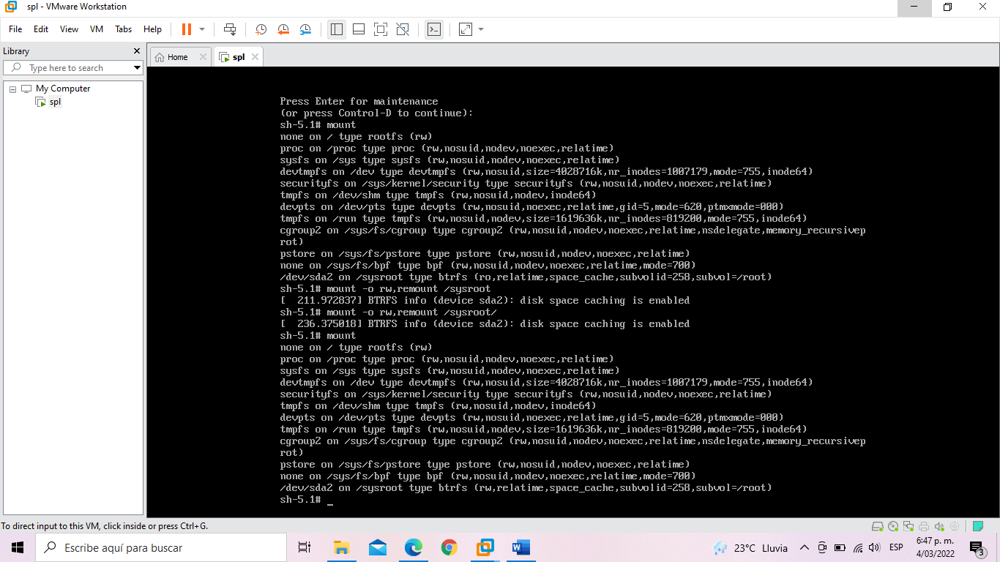 spl - VMware Workstation
File Edit View VM Tabs Help
Library
Type here to search
My Computer
spl
Home
spl
Press Enter for maintenance
(or press Control-D to continue):
sh-5.1# mount
none on / type rootfs (rw)
proc on /proc type proc (rw,nosuid,nodev,noexec,relatime)
sysfs on /sys type sysfs (rw,nosuid,nodev,noexec,relatime)
devtmpfs on /dev type devtmpfs (rw,nosuid,size=4028716k,nr_inodes=1007179,mode=755,inode64)
securityfs on /sys/kernel/security type securityfs (rw,nosuid,nodev,noexec,relatime)
tmpfs on /dev/shm type tmpfs (rw,nosuid,nodev,inode64)
devpts on /dev/pts type devpts (rw,nosuid,noexec,relatime,gid=5,mode=620,ptmxmode=000)
tmpfs on /run type tmpfs (rw,nosuid,nodev,size=1619636k,nr_inodes=819200,mode=755,inode64)
cgroup2 on /sys/fs/cgroup type cgroup2 (rw,nosuid,nodev,noexec,relatime,nsdelegate,memory_recursivep
rot)
pstore on /sys/fs/pstore type pstore (rw,nosuid,nodev,noexec,relatime)
none on /sys/fs/bpf type bpf (rw,nosuid,nodev,noexec,relatime,mode=700)
/dev/sda2 on /sysroot type btrfs (ro,relatime,space_cache,subvolid=258,subvol=/root)
sh-5.1# mount -o rw,remount /sysroot
[  211.972837] BTRFS info (device sda2): disk space caching is enabled
sh-5.1# mount -o rw,remount /sysroot/
[  236.375018] BTRFS info (device sda2): disk space caching is enabled
sh-5.1# mount
none on / type rootfs (rw)
proc on /proc type proc (rw,nosuid,nodev,noexec,relatime)
sysfs on /sys type sysfs (rw,nosuid,nodev,noexec,relatime)
devtmpfs on /dev type devtmpfs (rw,nosuid,size=4028716k,nr_inodes=1007179,mode=755,inode64)
securityfs on /sys/kernel/security type securityfs (rw,nosuid,nodev,noexec,relatime)
tmpfs on /dev/shm type tmpfs (rw,nosuid,nodev,inode64)
devpts on /dev/pts type devpts (rw,nosuid,noexec,relatime,gid=5,mode=620,ptmxmode=000)
tmpfs on /run type tmpfs (rw,nosuid,nodev,size=1619636k,nr_inodes=819200,mode=755,inode64)
cgroup2 on /sys/fs/cgroup type cgroup2 (rw,nosuid,nodev,noexec,relatime,nsdelegate,memory_recursivep
rot)
pstore on /sys/fs/pstore type pstore (rw,nosuid,nodev,noexec,relatime)
none on /sys/fs/bpf type bpf (rw,nosuid,nodev,noexec,relatime,mode=700)
/dev/sda2 on /sysroot type btrfs (rw,relatime,space_cache,subvolid=258,subvol=/root)
sh-5.1# _
To direct input to this VM, click inside or press Ctrl+G.
Escribe aquí para buscar
23°C Lluvia
ESP
6:47 p. m.
4/03/2022
3